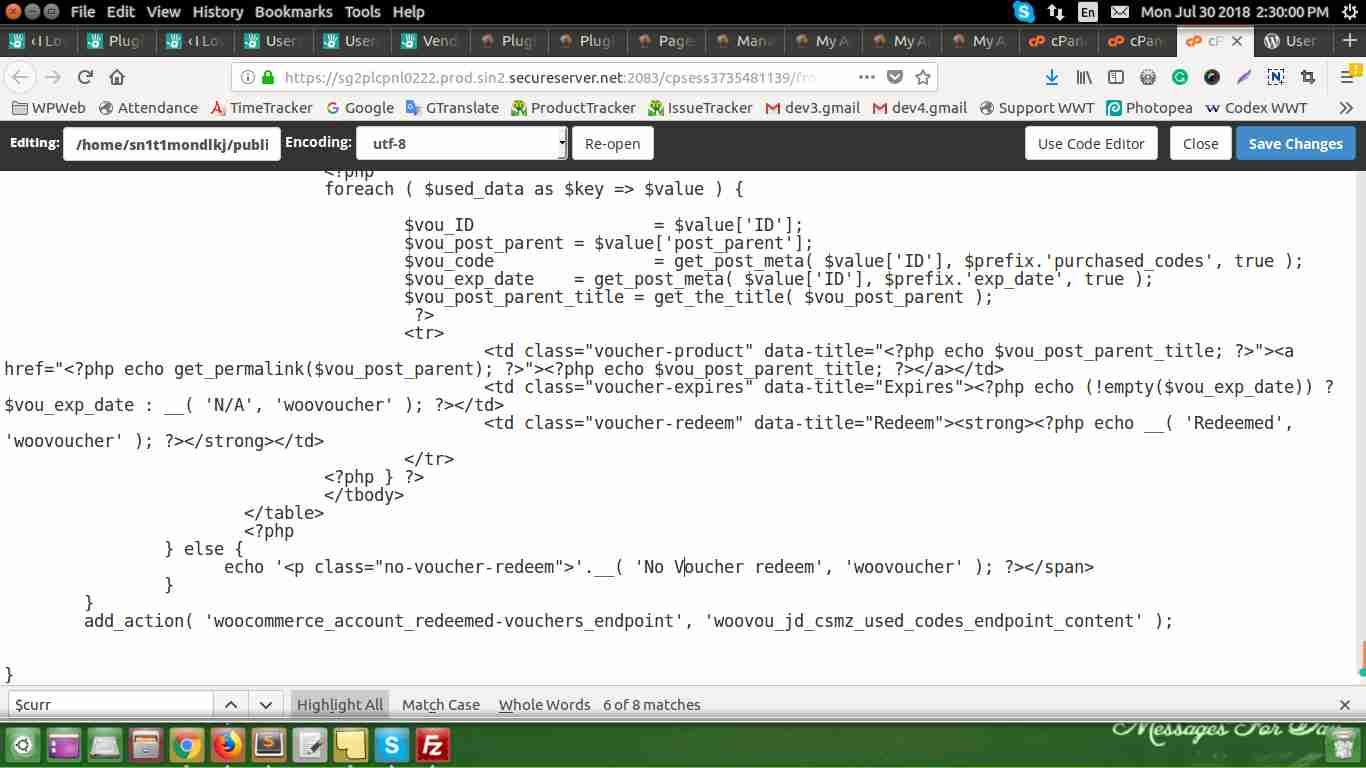 File Edit View History Bookmarks Tools Help
En Mon Jul 30 2018 2:30:00 PM
‹ I Lo Plugi ‹ I Lo User Use Vend Plugi Plugi Page Mana My A My A My A cPan cPan cP User
https://sg2plcpnl0222.prod.sin2.secureserver.net:2083/cpsess3735481139/fro
WPWeb Attendance TimeTracker Google GTranslate ProductTracker IssueTracker dev3.gmail dev4.gmail Support WWT Photopea Codex WWT
Editing: /home/sn1t1mondlkj/publi Encoding: utf-8 Re-open Use Code Editor Close Save Changes
<?php
foreach ( $used_data as $key => $value ) {
$vou_ID = $value['ID'];
$vou_post_parent = $value['post_parent'];
$vou_code = get_post_meta( $value['ID'], $prefix.'purchased_codes', true );
$vou_exp_date = get_post_meta( $value['ID'], $prefix.'exp_date', true );
$vou_post_parent_title = get_the_title( $vou_post_parent );
?>
<tr>
<td class="voucher-product" data-title="<?php echo $vou_post_parent_title; ?>"><a
href="<?php echo get_permalink($vou_post_parent); ?>"><?php echo $vou_post_parent_title; ?></a></td>
<td class="voucher-expires" data-title="Expires"><?php echo (!empty($vou_exp_date)) ?
$vou_exp_date : __( 'N/A', 'woovoucher' ); ?></td>
<td class="voucher-redeem" data-title="Redeem"><strong><?php echo __( 'Redeemed',
'woovoucher' ); ?></strong></td>
</tr>
<?php } ?>
</tbody>
</table>
<?php
} else {
echo '<p class="no-voucher-redeem">'.__( 'No Voucher redeem', 'woovoucher' ); ?></span>
}
}
add_action( 'woocommerce_account_redeemed-vouchers_endpoint', 'woovou_jd_csmz_used_codes_endpoint_content' );
}
$curr Highlight All Match Case Whole Words 6 of 8 matches
Messages For Day